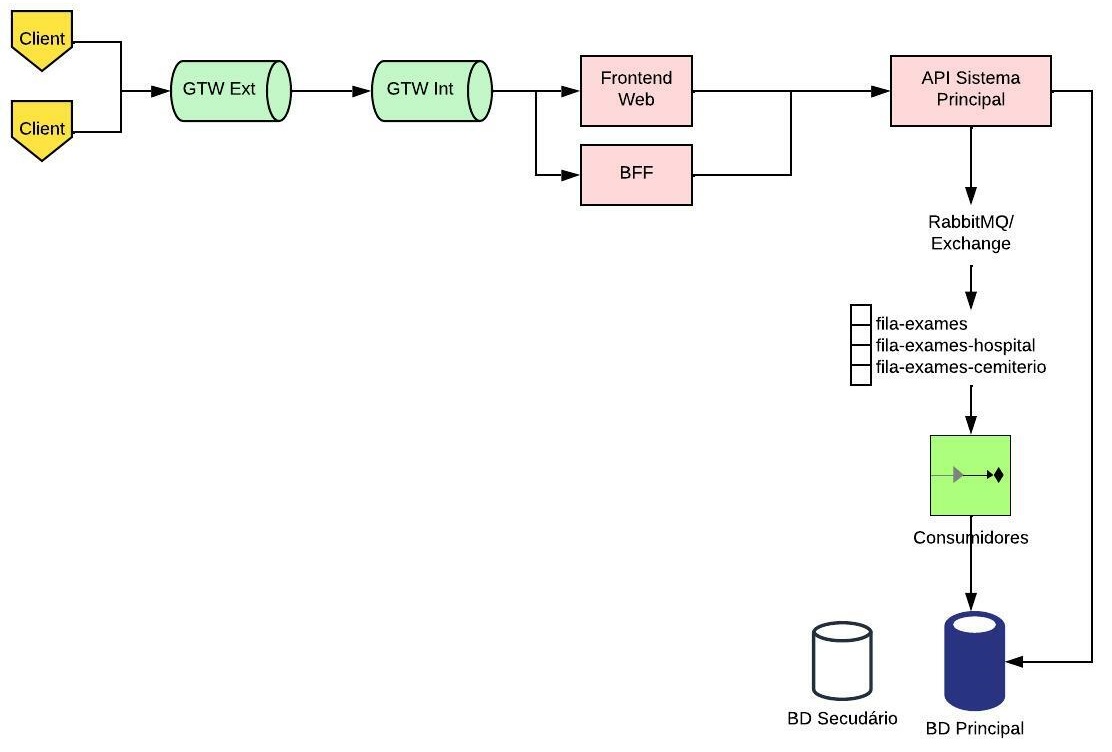 Client
Client
GTW Ext
GTW Int
Frontend
Web
BFF
API Sistema
Principal
RabbitMQ/
Exchange
fila-exames
fila-exames-hospital
fila-exames-cemiterio
Consumidores
BD Secudário
BD Principal